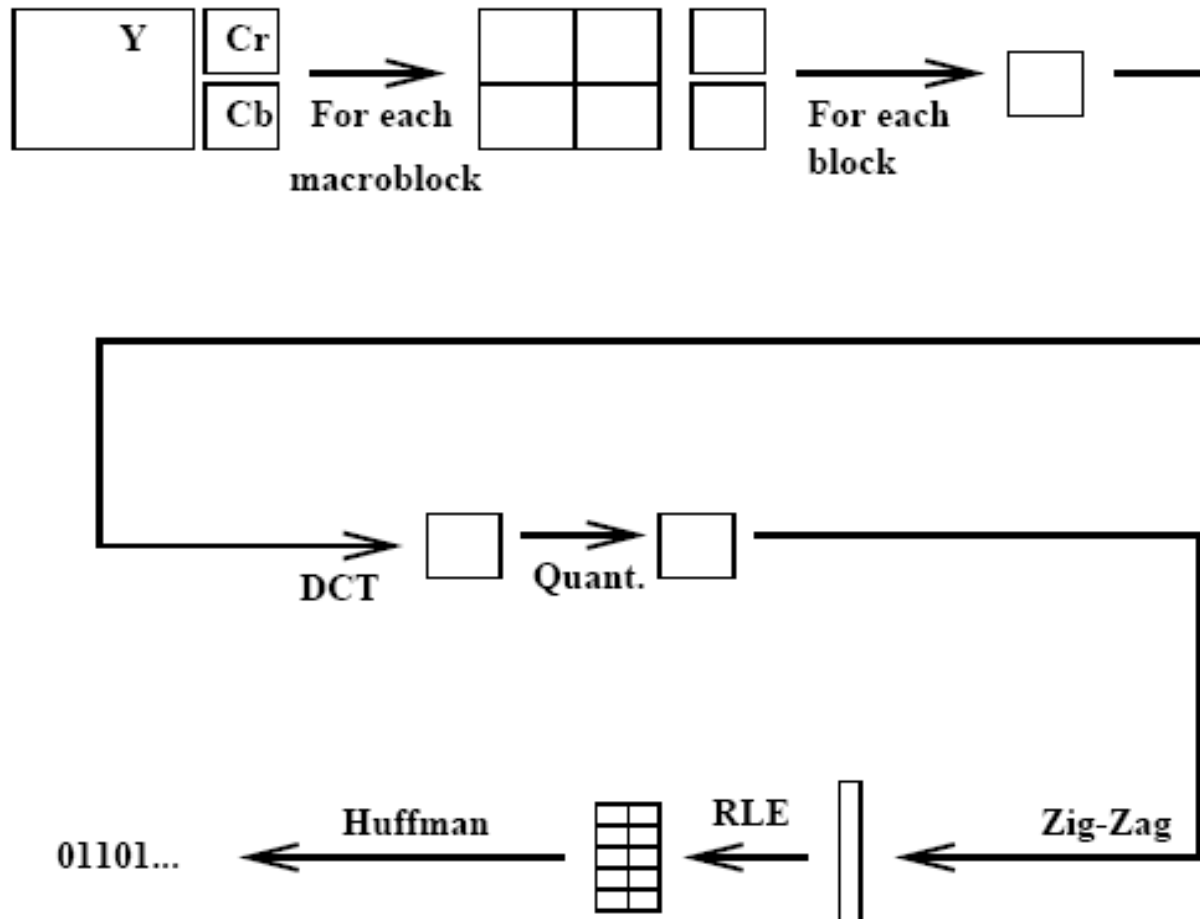 Y
Cr
Cb
For each
macroblock
For each
block
DCT
Quant.
Zig-Zag
RLE
Huffman
01101...